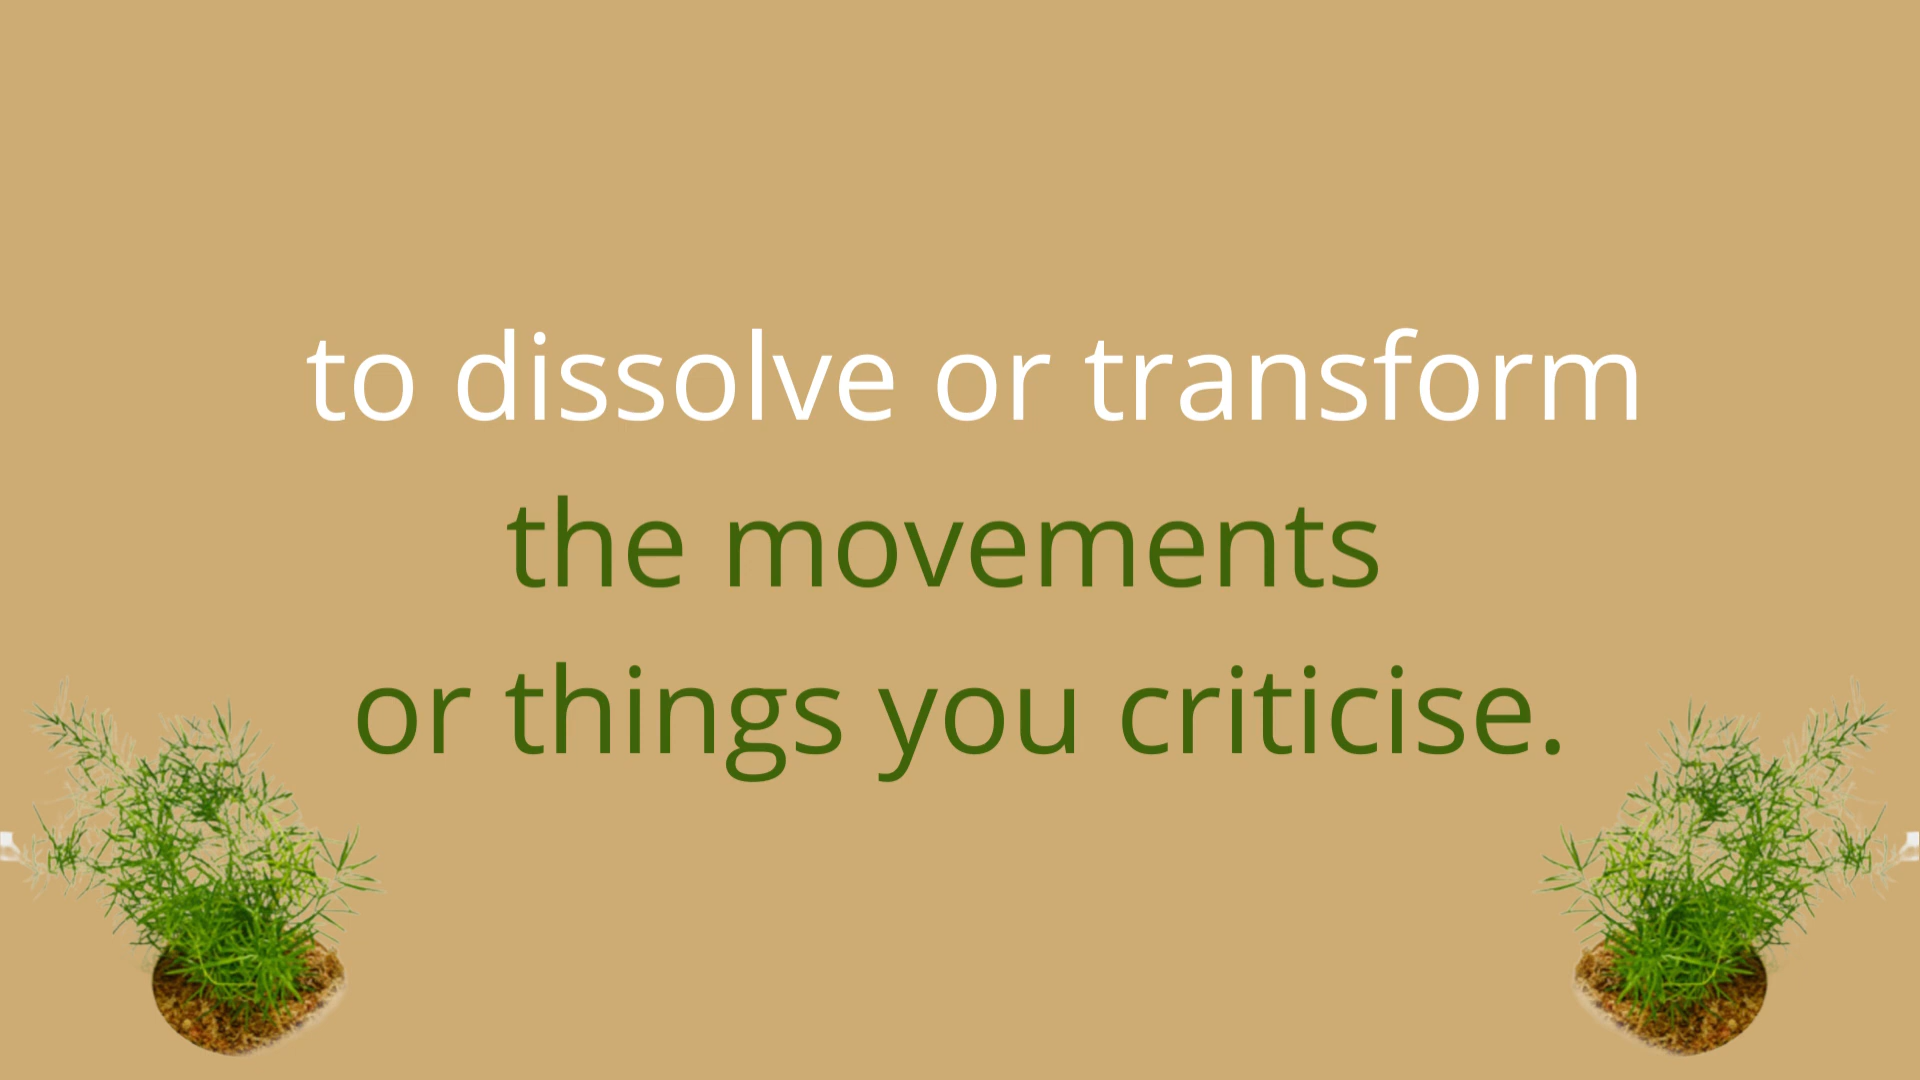 to dissolve or transform
the movements
or things you criticise.